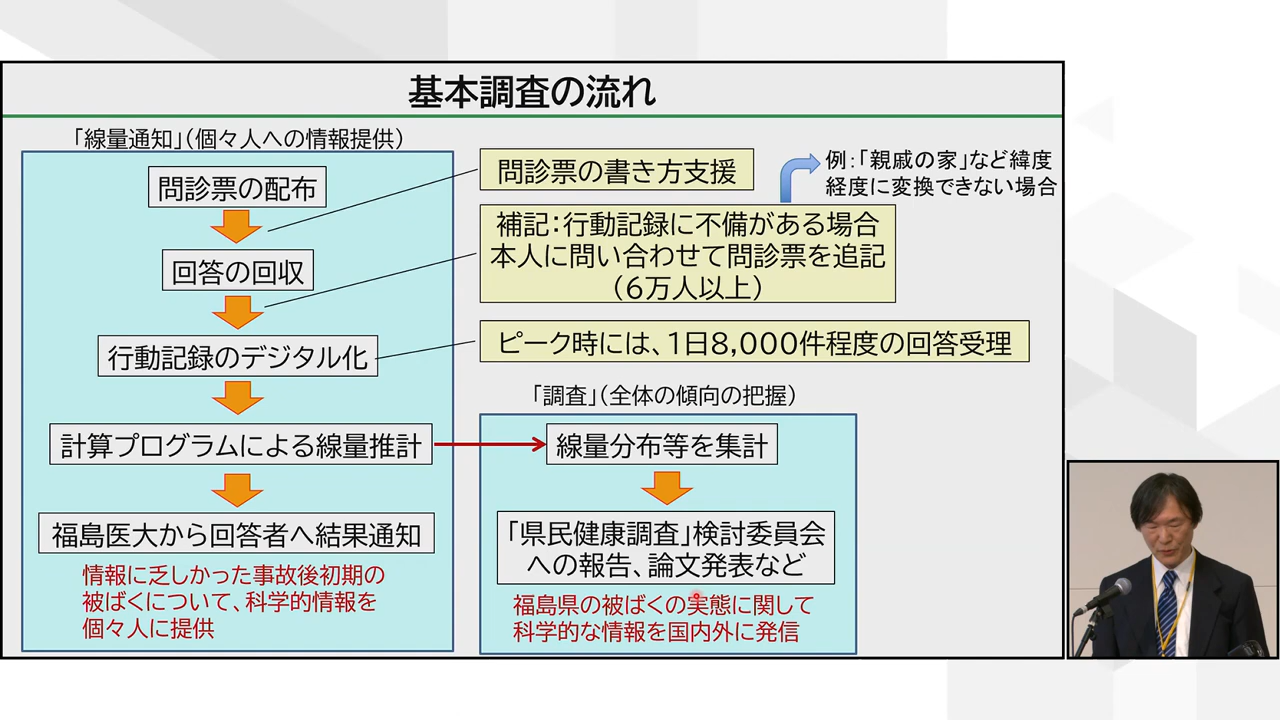 基本調査の流れ
「線量通知」(個々人への情報提供)
問診票の配布
回答の回収
行動記録のデジタル化
計算プログラムによる線量推計
福島医大から回答者へ結果通知
情報に乏しかった事故後初期の
被ばくについて、科学的情報を
個々人に提供
問診票の書き方支援
例:「親戚の家」など緯度
経度に変換できない場合
補記:行動記録に不備がある場合
本人に問い合わせて問診票を追記
(6万人以上)
ピーク時には、1日8,000件程度の回答受理
「調査」(全体の傾向の把握)
線量分布等を集計
「県民健康調査」検討委員会
への報告、論文発表など
福島県の被ばくの実態に関して
科学的な情報を国内外に発信